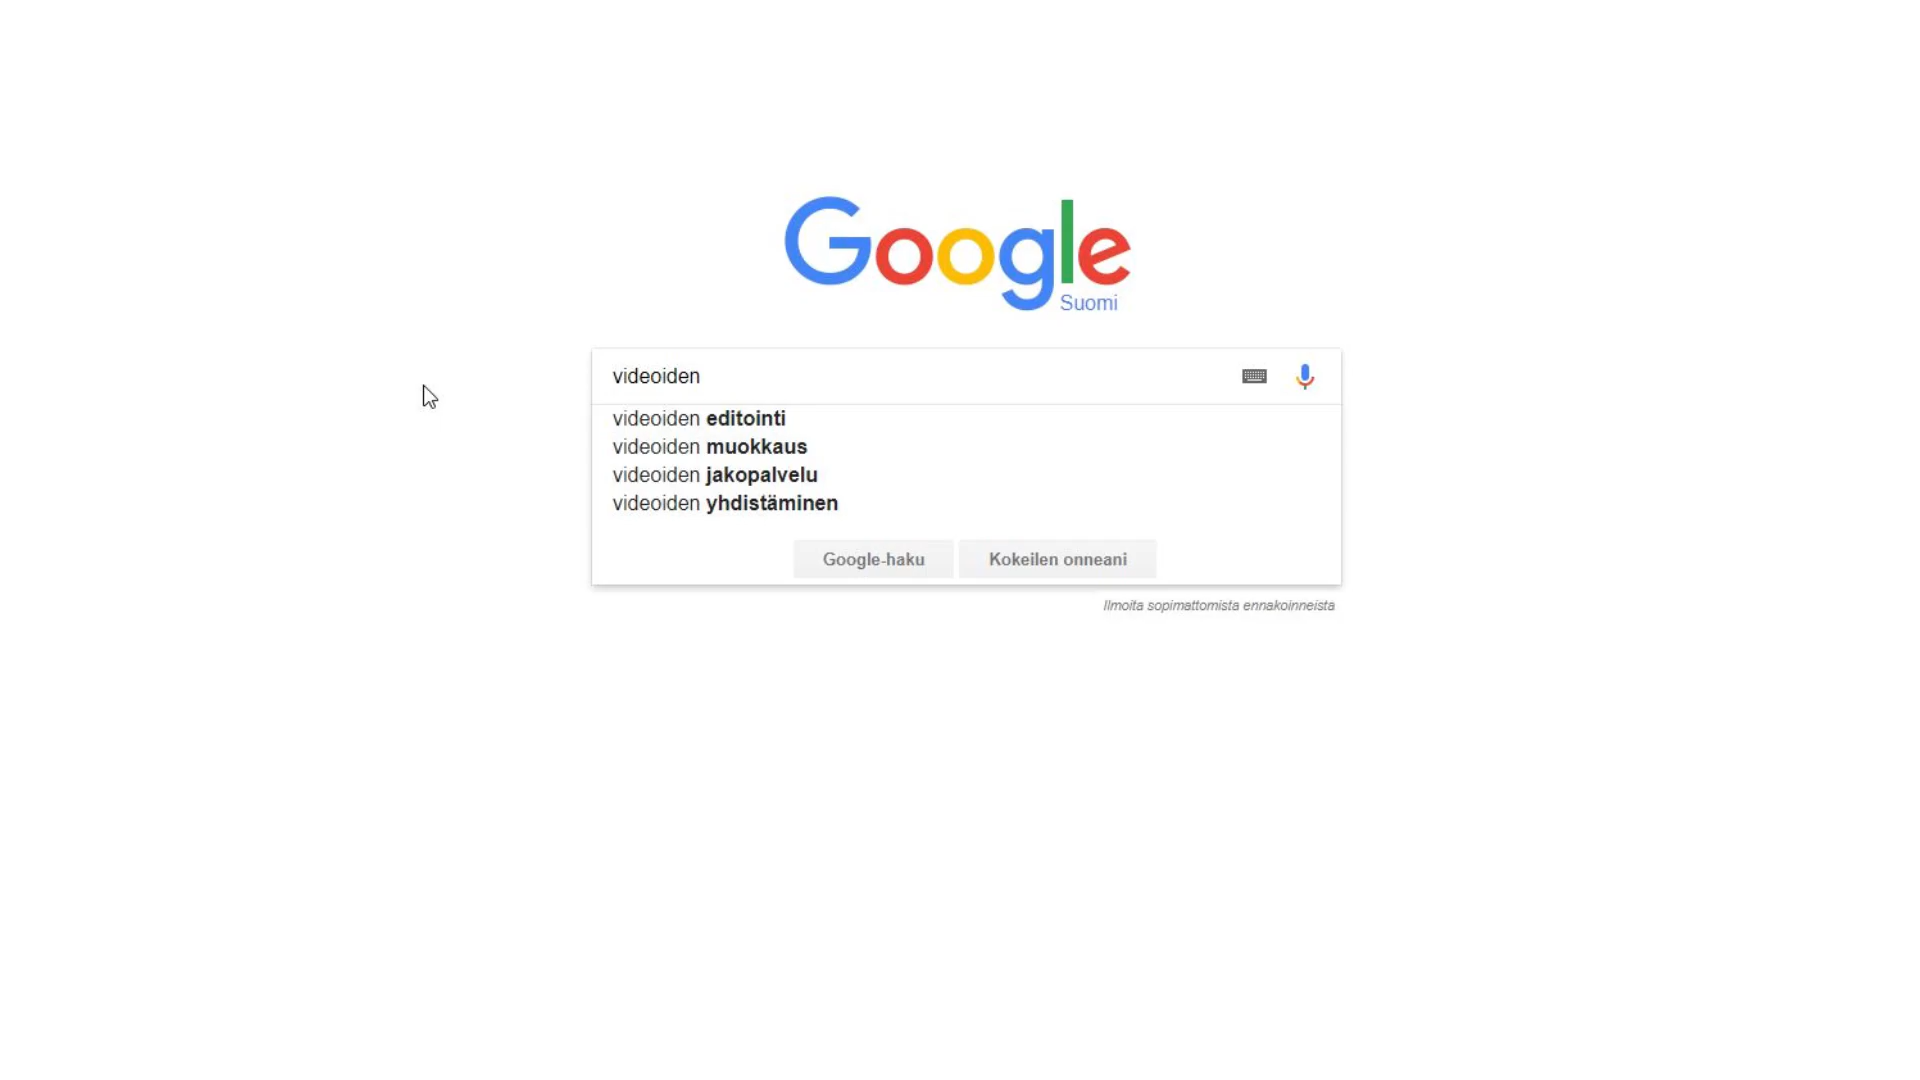 Google
Suomi
videoiden
videoiden editointi
videoiden muokkaus
videoiden jakopalvelu
videoiden yhdistäminen
Google-haku Kokeilen onneani
Ilmoita sopimattomista ennakoinneista